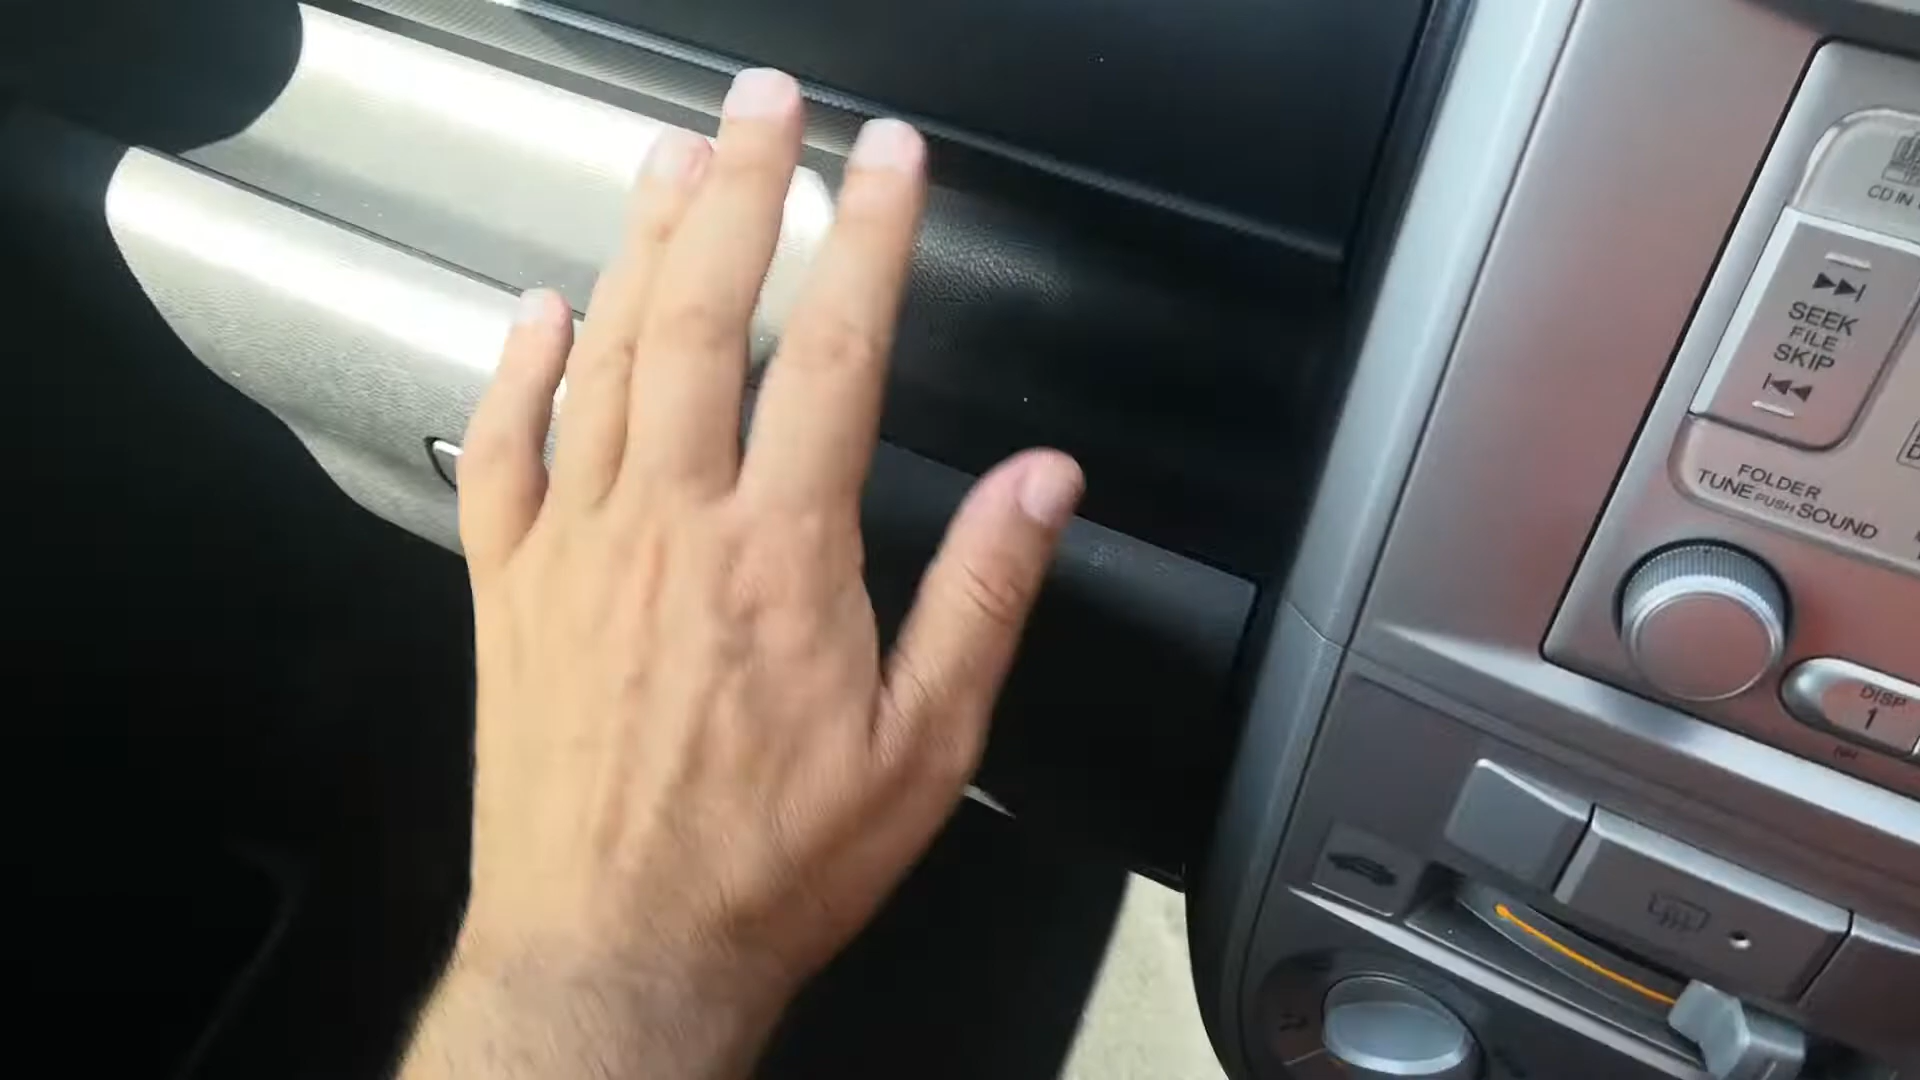 CD IN
SEEK
FILE
SKIP
FOLDER
TUNE PUSH SOUND
DISP
1